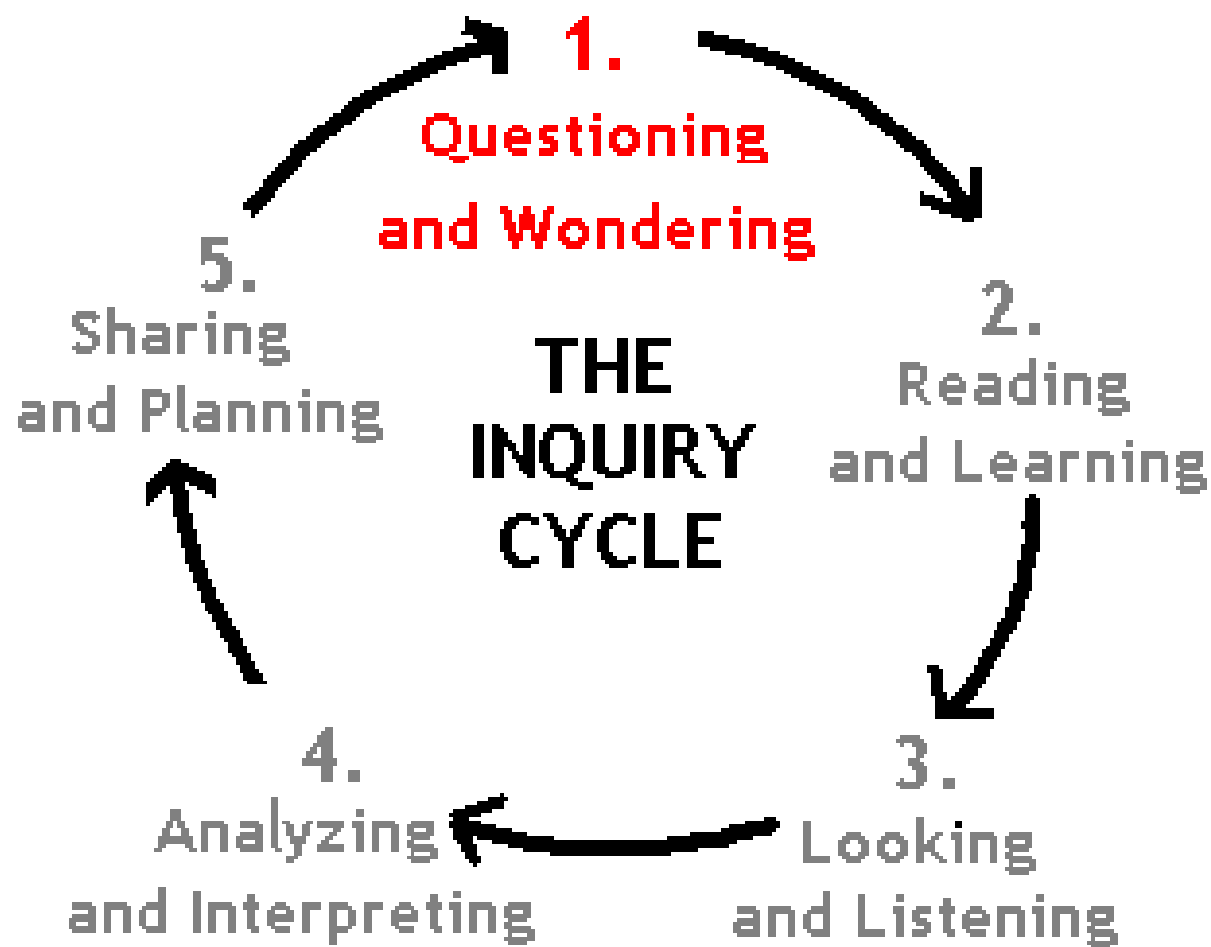 1.
Questioning
and Wondering
2.
Reading
and Learning
3.
Looking
and Listening
4.
Analyzing
and Interpreting
5.
Sharing
and Planning
THE
INQUIRY
CYCLE